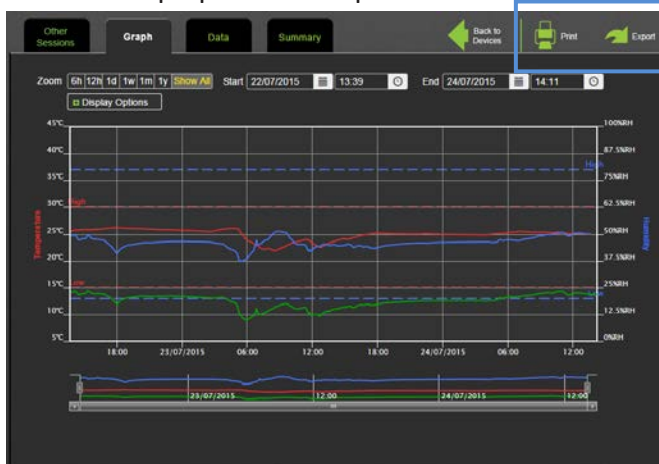 Other Sessions
Graph
Data
Summary
Back to Devices
Print
Export
Zoom 6h 12h 1d 1w 1m 1y Show All Start 22/07/2015 13:39 End 24/07/2015 14:11
Display Options
45°C 100%RH
40°C 87.5%RH
High
35°C 75%RH
High
30°C 62.5%RH
Temperature
Humidity
25°C 50%RH
20°C 37.5%RH
Low
15°C 25%RH
Low
10°C 12.5%RH
5°C 0%RH
18:00 23/07/2015 06:00 12:00 18:00 24/07/2015 06:00 12:00
23/07/2015 12:00 24/07/2015 12:00